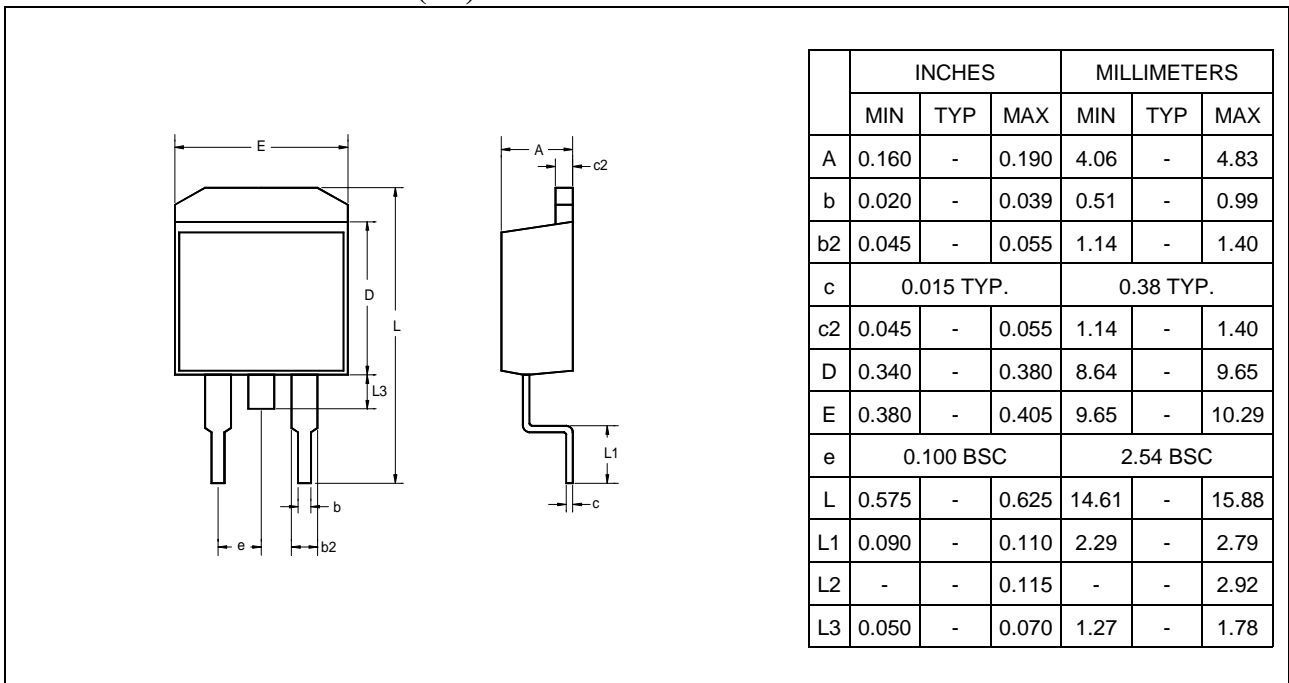 E
D
L
L3
b
e
b2
A
c2
L1
c
INCHES MILLIMETERS
MIN TYP MAX MIN TYP MAX
A 0.160 - 0.190 4.06 - 4.83
b 0.020 - 0.039 0.51 - 0.99
b2 0.045 - 0.055 1.14 - 1.40
c 0.015 TYP. 0.38 TYP.
c2 0.045 - 0.055 1.14 - 1.40
D 0.340 - 0.380 8.64 - 9.65
E 0.380 - 0.405 9.65 - 10.29
e 0.100 BSC 2.54 BSC
L 0.575 - 0.625 14.61 - 15.88
L1 0.090 - 0.110 2.29 - 2.79
L2 - - 0.115 - - 2.92
L3 0.050 - 0.070 1.27 - 1.78